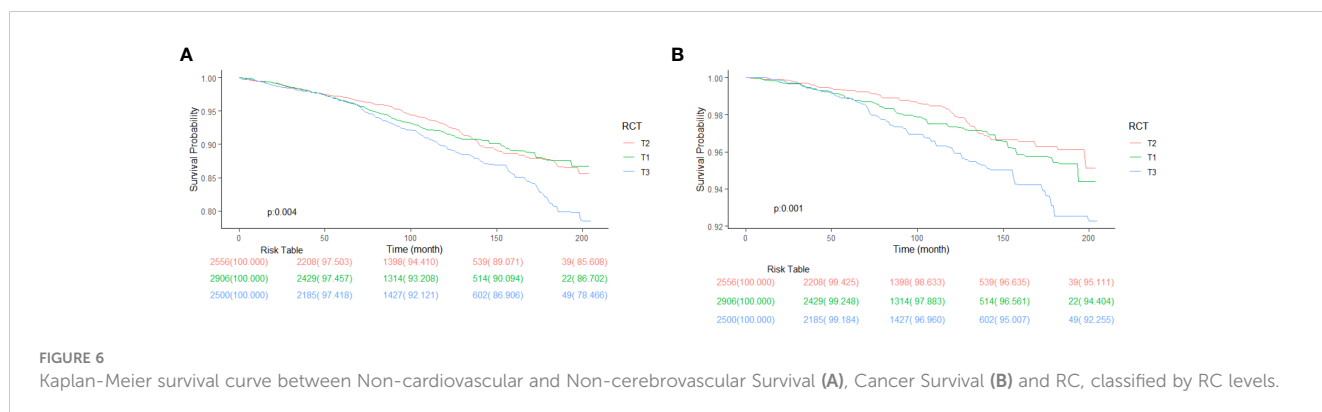 A
1.00
0.95
0.90
0.85
0.80
Survival Probability
p:0.004
0
50
100
150
200
Time (month)
RCT
T2
T1
T3
Risk Table
2556(100.000) 2208( 97.503) 1398( 94.410) 539( 89.071) 39( 85.608)
2906(100.000) 2429( 97.457) 1314( 93.208) 514( 90.094) 22( 86.702)
2500(100.000) 2185( 97.418) 1427( 92.121) 602( 86.906) 49( 78.466)
B
1.00
0.98
0.96
0.94
0.92
Survival Probability
p:0.001
0
50
100
150
200
Time (month)
RCT
T2
T1
T3
Risk Table
2556(100.000) 2208( 99.425) 1398( 98.633) 539( 96.635) 39( 95.111)
2906(100.000) 2429( 99.248) 1314( 97.883) 514( 96.561) 22( 94.404)
2500(100.000) 2185( 99.184) 1427( 96.960) 602( 95.007) 49( 92.255)
FIGURE 6
Kaplan-Meier survival curve between Non-cardiovascular and Non-cerebrovascular Survival (A), Cancer Survival (B) and RC, classified by RC levels.